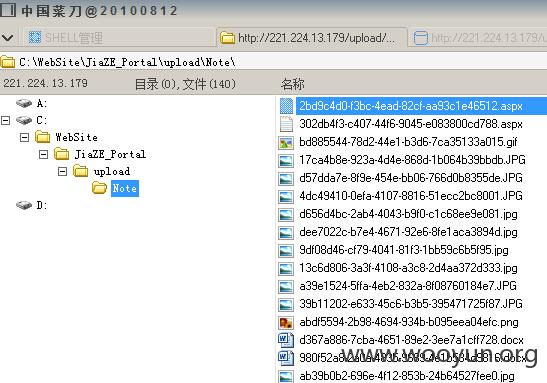 中国菜刀@20100812
SHELL管理
http://221.224.13.179/upload/...
http://221.224.13.179
C:\WebSite\JiaZE_Portal\upload\Note\
221.224.13.179
目录(0),文件(140)
名称
A:
C:
WebSite
JiaZE_Portal
upload
Note
D:
2bd9c4d0-f3bc-4ead-82cf-aa93c1e46512.aspx
302db4f3-c407-44f6-9045-e083800cd788.aspx
bd885544-78d2-44e1-b3d6-7ca35133a015.gif
17ca4b8e-923a-4d4e-868d-1b064b39bbdb.JPG
d57dda7e-8f9e-454e-bb06-766d0b8355de.JPG
4dc49410-0efa-4107-8816-51ecc2bc8001.JPG
d656d4bc-2ab4-4043-b9f0-c1c68ee9e081.jpg
dee7022c-b7e4-4671-92e6-8fe1aca3894d.jpg
9df08d46-cf79-4041-81f3-1bb59c6b5f95.jpg
13c6d806-3a3f-4108-a3c8-2d4aa372d333.jpg
a39e1524-5ffa-4eb2-832a-8f08760184e7.JPG
39b11202-e633-45c6-b3b5-395471725f87.JPG
abdf5594-2b98-4694-934b-b095eea04efc.png
d367a886-7cba-4651-89e2-3ee7a1cff728.docx
ab39b0b2-696e-4f12-853b-24b64527fee0.jpg
www.wooyun.org